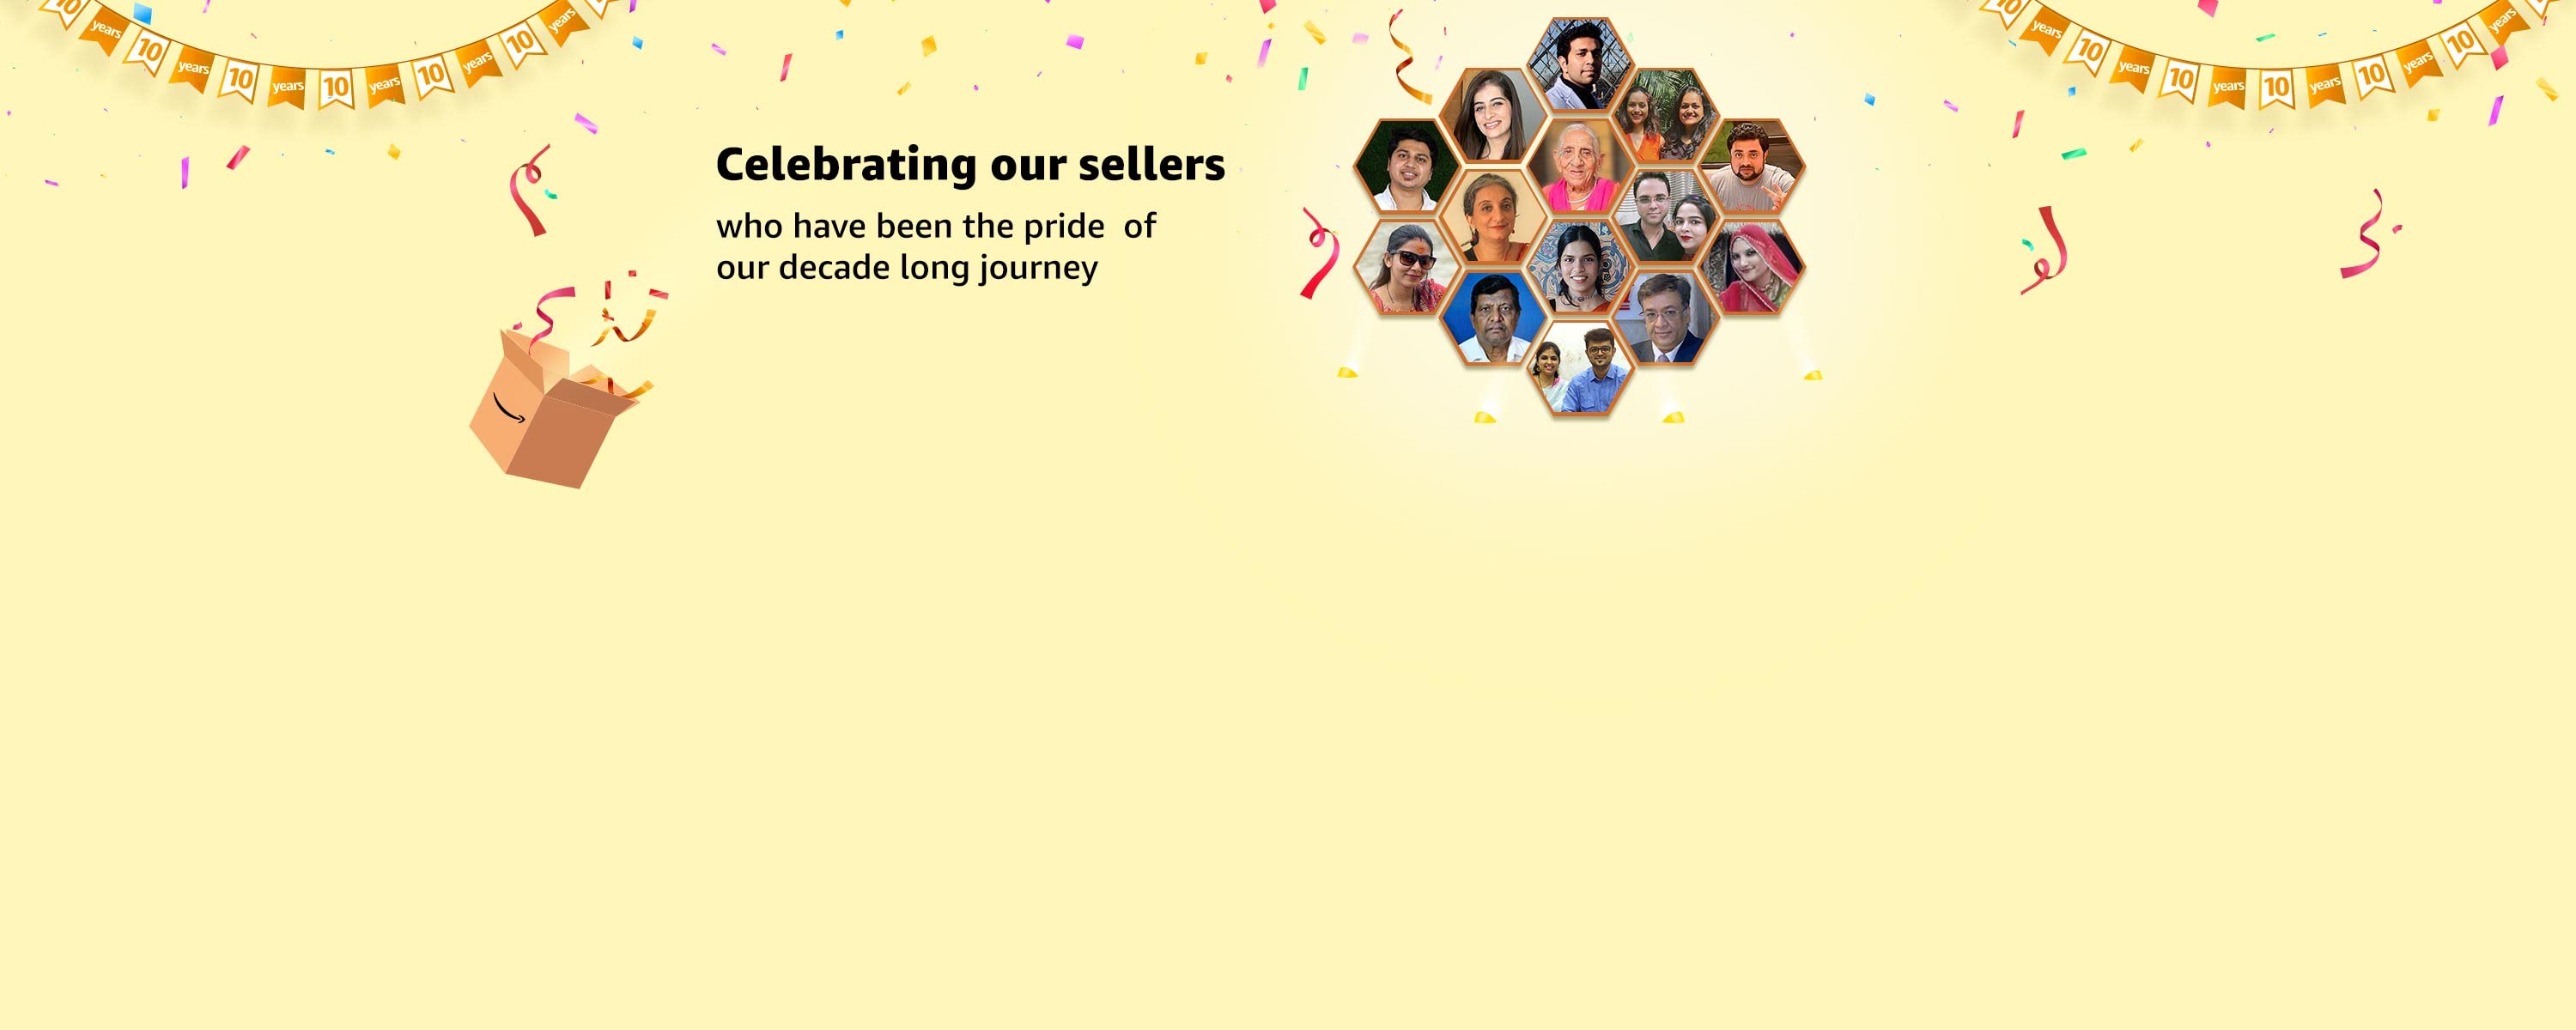 10 years 10 years 10 years 10 years 10 years 10 years
10 years 10 years 10 years 10 years 10 years 10 years
Celebrating our sellers
who have been the pride of
our decade long journey